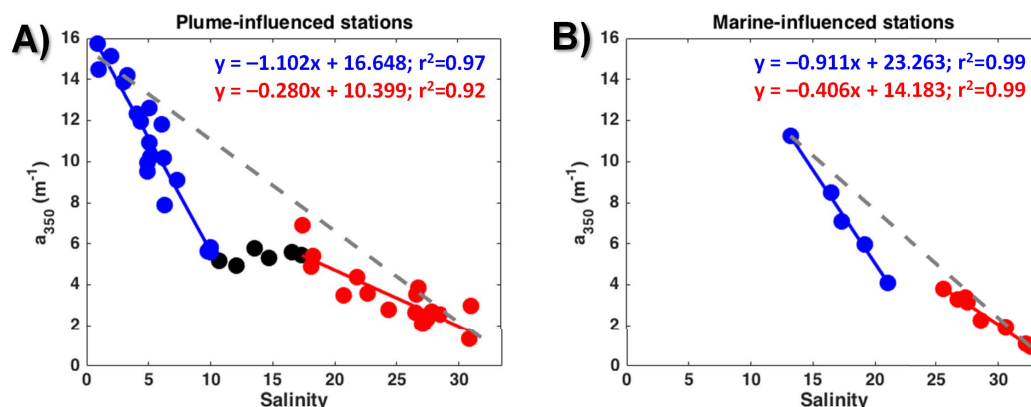 A)
Plume-influenced stations
y = –1.102x + 16.648; r²=0.97
y = –0.280x + 10.399; r²=0.92
16
14
12
10
8
6
4
2
0
a350 (m-1)
0 5 10 15 20 25 30
Salinity
B)
Marine-influenced stations
y = –0.911x + 23.263; r²=0.99
y = –0.406x + 14.183; r²=0.99
16
14
12
10
8
6
4
2
0
a350 (m-1)
0 5 10 15 20 25 30
Salinity